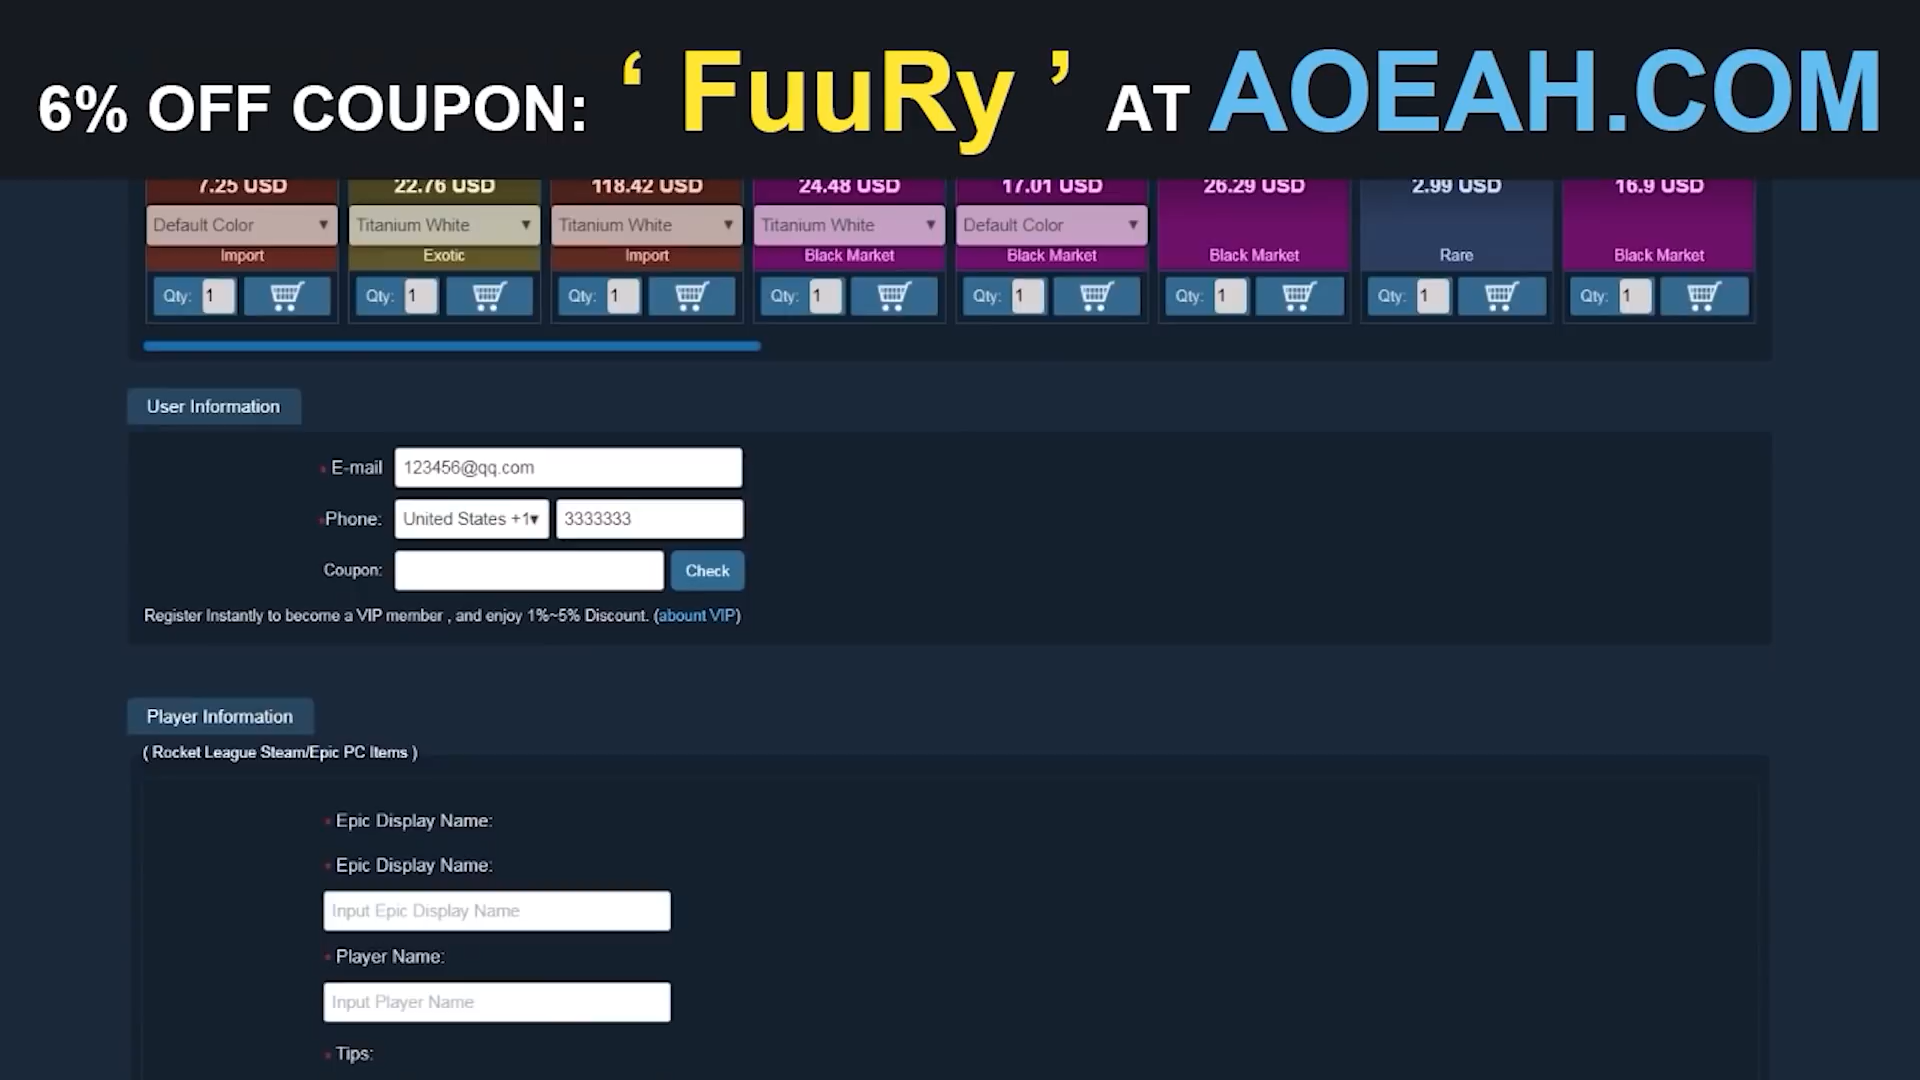 6% OFF COUPON: ‘ FuuRy ’ AT AOEAH.COM
7.25 USD 22.76 USD 118.42 USD 24.48 USD 17.01 USD 26.29 USD 2.99 USD 16.9 USD
Default Color Titanium White Titanium White Titanium White Default Color
Import Exotic Import Black Market Black Market Black Market Rare Black Market
Qty: 1 Qty: 1 Qty: 1 Qty: 1 Qty: 1 Qty: 1 Qty: 1 Qty: 1
User Information
* E-mail 123456@qq.com
*Phone: United States +1 3333333
Coupon: Check
Register Instantly to become a VIP member , and enjoy 1%~5% Discount. (abount VIP)
Player Information
( Rocket League Steam/Epic PC Items )
* Epic Display Name:
* Epic Display Name:
Input Epic Display Name
* Player Name:
Input Player Name
* Tips: